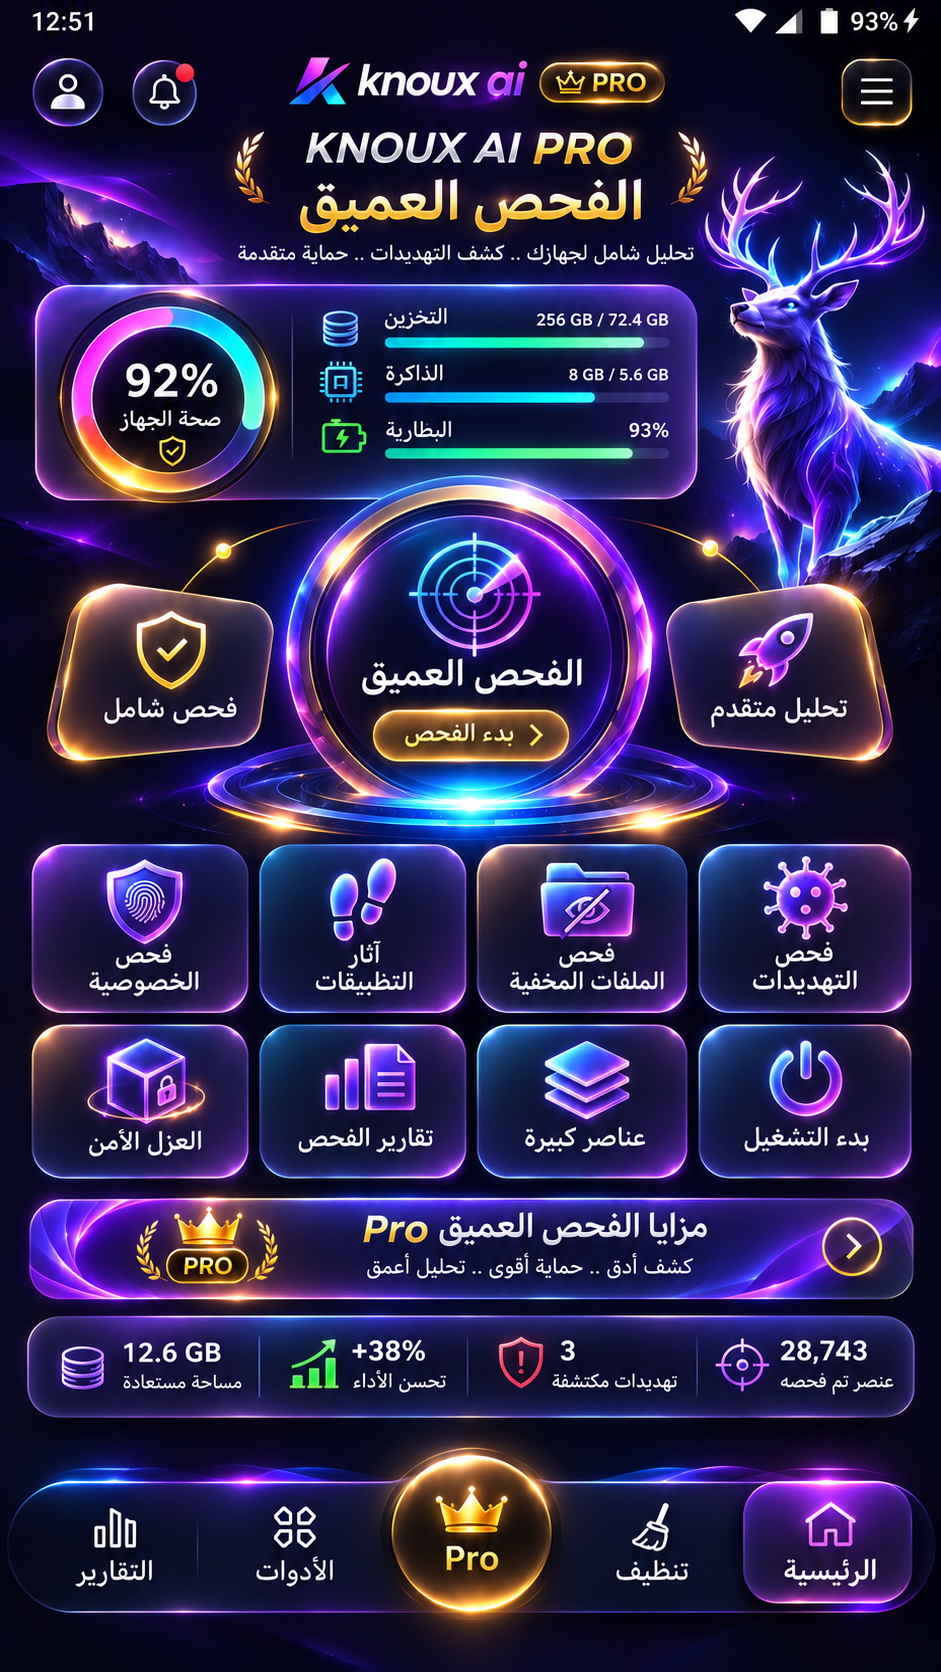 12:51
93%
knoux ai PRO
KNOUX AI PRO
الفحص العميق
تحليل شامل لجهازك .. كشف التهديدات .. حماية متقدمة
92%
صحة الجهاز
التخزين
256 GB / 72.4 GB
الذاكرة
8 GB / 5.6 GB
البطارية
93%
تحليل متقدم
الفحص العميق
بدء الفحص
فحص شامل
فحص
التهديدات
فحص
الملفات المخفية
آثار
التطبيقات
فحص
الخصوصية
بدء التشغيل
عناصر كبيرة
تقارير الفحص
العزل الأمن
مزايا الفحص العميق Pro
كشف أدق .. حماية أقوى .. تحليل أعمق
PRO
28,743
عنصر تم فحصه
3
تهديدات مكتشفة
+38%
تحسن الأداء
12.6 GB
مساحة مستعادة
الرئيسية
تنظيف
Pro
الأدوات
التقارير